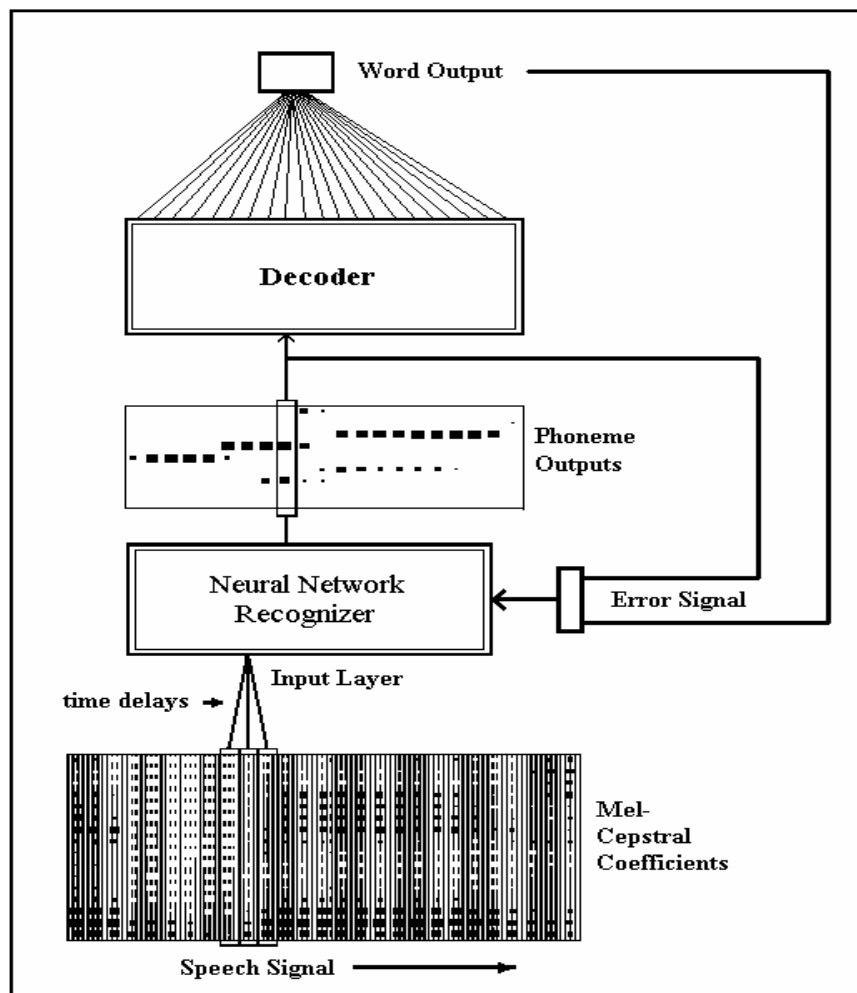 Word Output
Decoder
Phoneme
Outputs
Neural Network
Recognizer
Error Signal
Input Layer
time delays
Mel-
Cepstral
Coefficients
Speech Signal